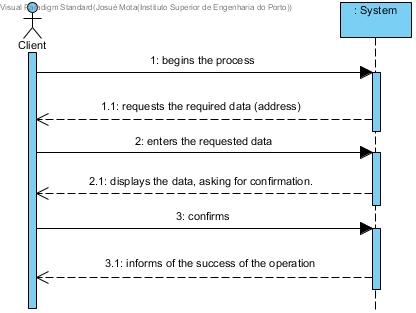 Visual Paradigm Standard(Josué Mota(Instituto Superior de Engenharia do Porto))
: System
Client
1: begins the process
1.1: requests the required data (address)
2: enters the requested data
2.1: displays the data, asking for confirmation.
3: confirms
3.1: informs of the success of the operation